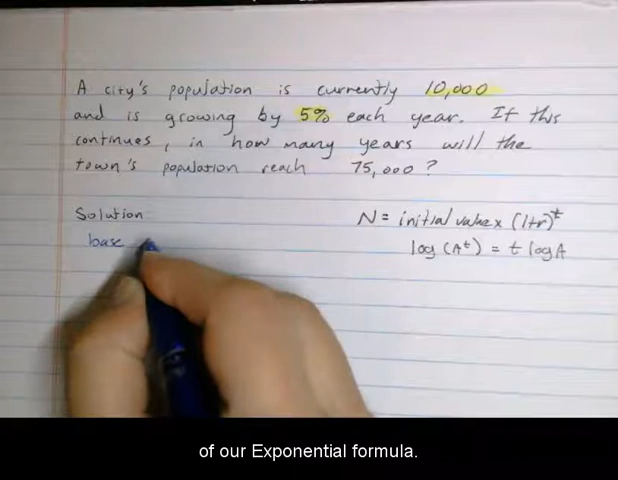 A city's population is currently 10,000
and is growing by 5% each year. If this
continues, in how many years will the
town's population reach 75,000?
Solution
N = initial value x (1+r)^t
base
log (A^t) = t log A
of our Exponential formula.